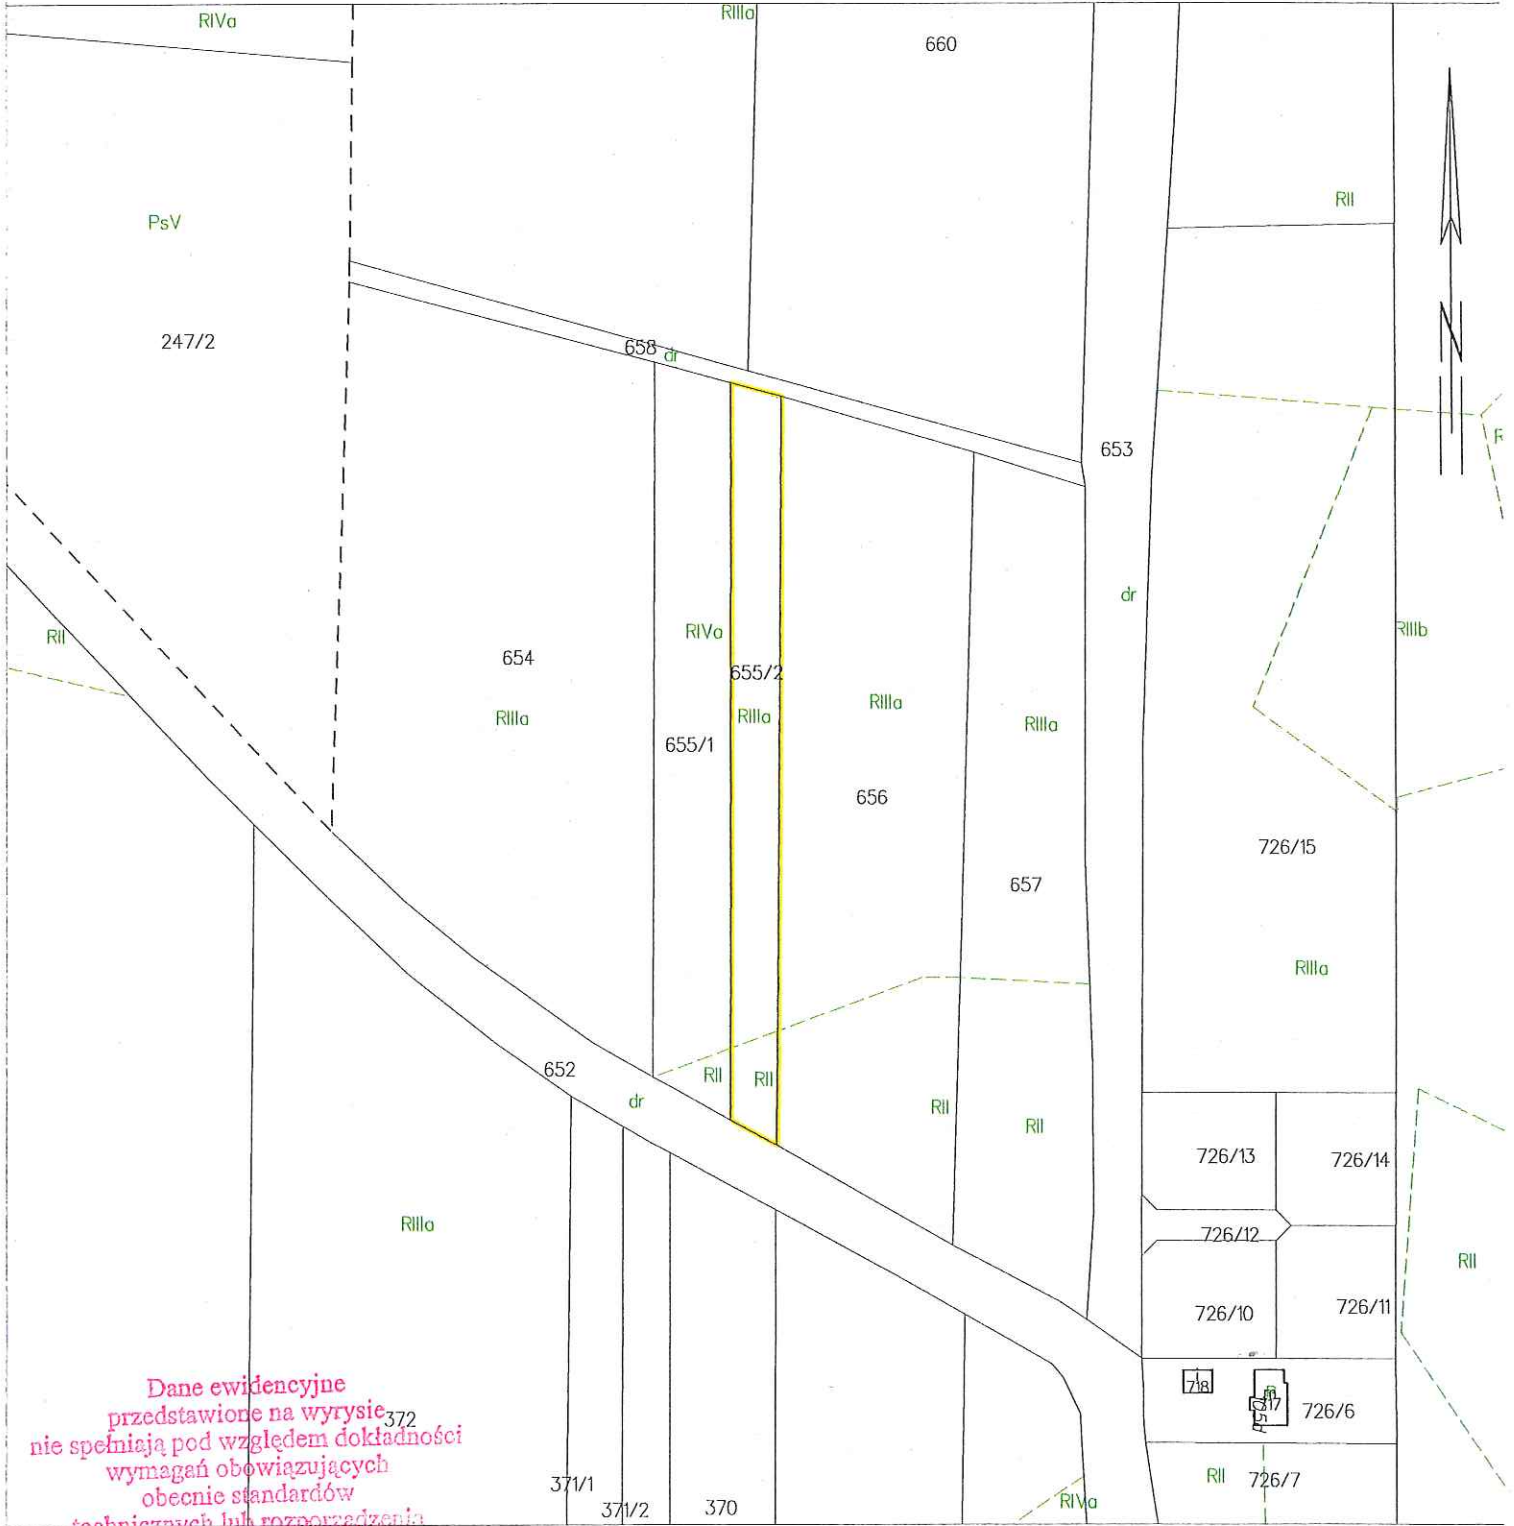 RIVa
RIIIa
660
PsV
RII
247/2
658 dr
653
dr
RII
RIVa
654
655/2
RIIIb
RIIIa
RIIIa
RIIIa
RIIIa
655/1
656
726/15
657
RIIIa
652
dr
RII
RII
RII
RII
726/13
726/14
RIIIa
726/12
RII
726/10
726/11
718
726/6
Dane ewidencyjne
przedstawione na wyrysie
372
nie spełniają pod względem dokładności
wymagań obowiązujących
obecnie standardów
technicznych lub rozporządzenia
371/1
371/2
370
RIVa
RII
726/7
N